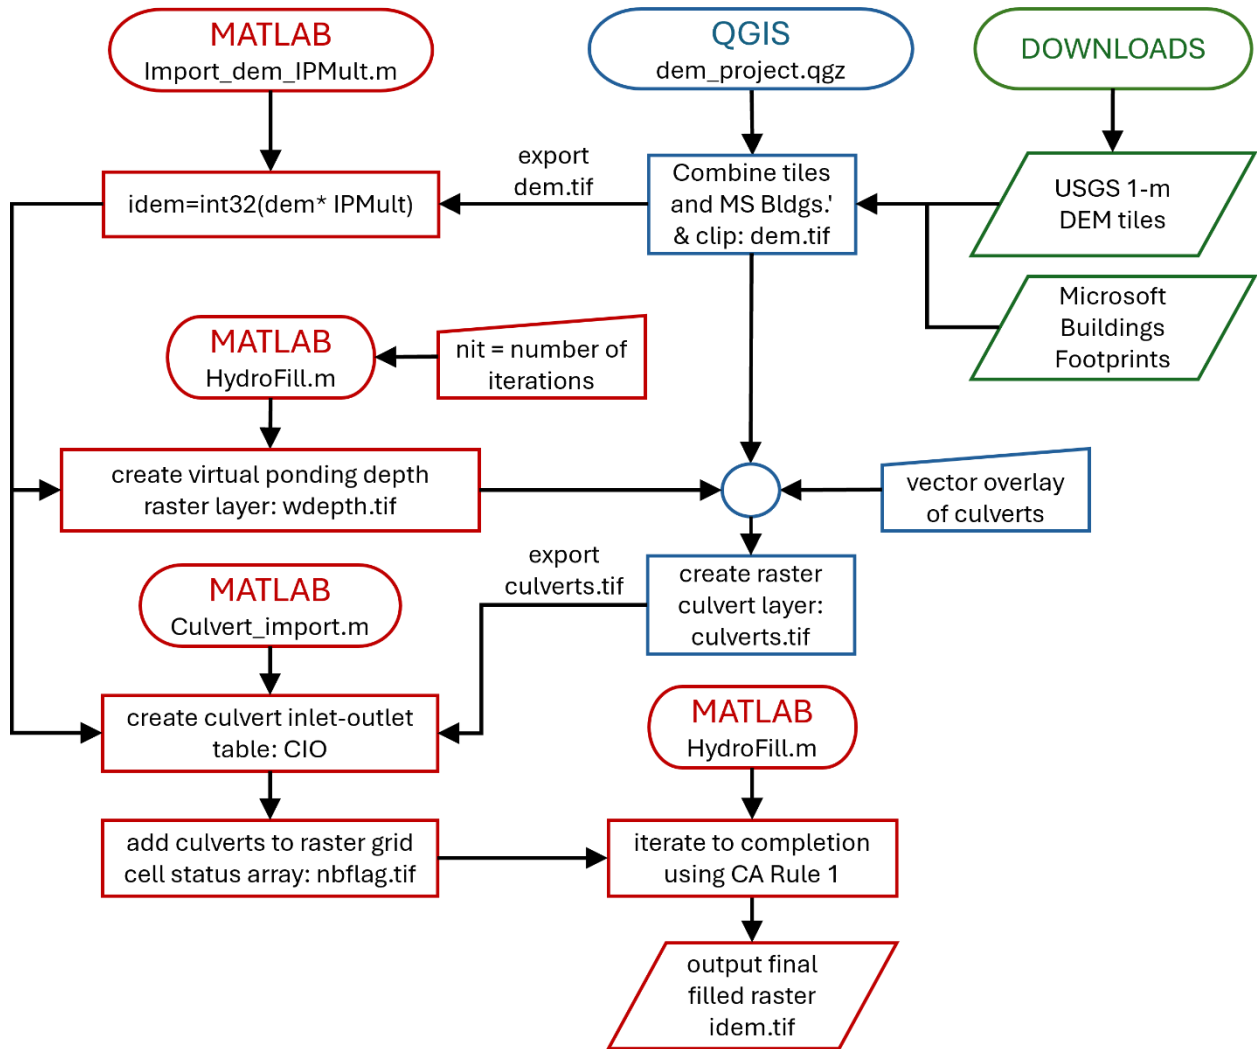 MATLAB
Import_dem_IPMult.m
QGIS
dem_project.qgz
DOWNLOADS
export
dem.tif
idem=int32(dem* IPMult)
Combine tiles
and MS Bldgs.'
& clip: dem.tif
USGS 1-m
DEM tiles
Microsoft
Buildings
Footprints
MATLAB
HydroFill.m
nit = number of
iterations
create virtual ponding depth
raster layer: wdepth.tif
vector overlay
of culverts
export
culverts.tif
create raster
culvert layer:
culverts.tif
MATLAB
Culvert_import.m
create culvert inlet-outlet
table: CIO
MATLAB
HydroFill.m
add culverts to raster grid
cell status array: nbflag.tif
iterate to completion
using CA Rule 1
output final
filled raster
idem.tif